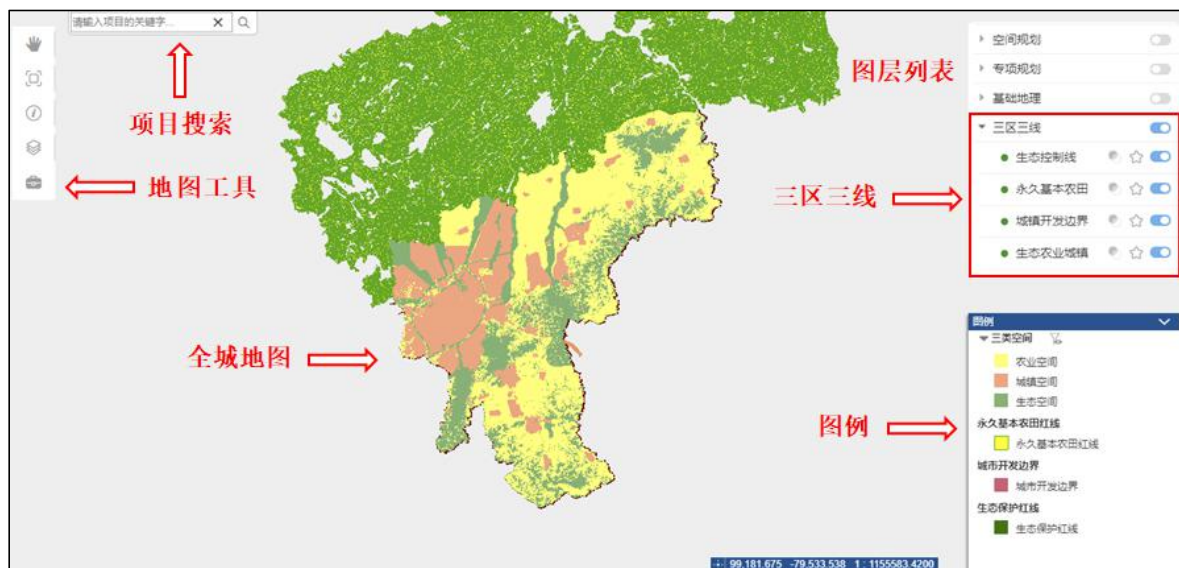 请输入项目的关键字...
项目搜索
地图工具
全城地图
图层列表
空间规划
专项规划
基础地理
三区三线
三区三线
生态控制线
永久基本农田
城镇开发边界
生态农业城镇
图例
图例
三类空间
农业空间
城镇空间
生态空间
永久基本农田红线
永久基本农田红线
城市开发边界
城市开发边界
生态保护红线
生态保护红线
99.181.675 -79.533.538 1 : 1155583.4200